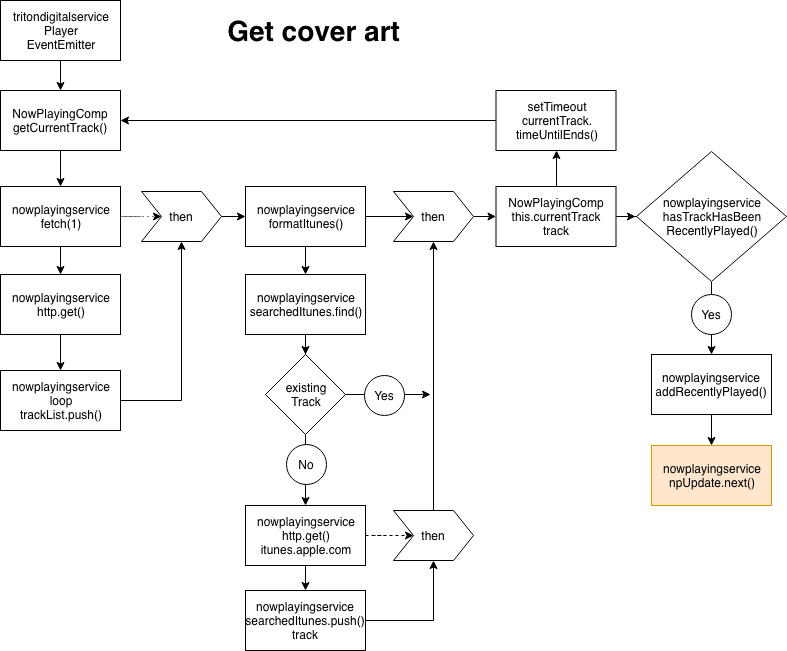 Get cover art
tritondigitalservice
Player
EventEmitter
NowPlayingComp
getCurrentTrack()
setTimeout
currentTrack.
timeUntilEnds()
nowplayingservice
fetch(1)
then
nowplayingservice
formatItunes()
then
NowPlayingComp
this.currentTrack
track
nowplayingservice
hasTrackHasBeen
RecentlyPlayed()
nowplayingservice
http.get()
nowplayingservice
searchedItunes.find()
Yes
nowplayingservice
loop
trackList.push()
existing
Track
Yes
nowplayingservice
addRecentlyPlayed()
No
nowplayingservice
npUpdate.next()
nowplayingservice
http.get()
itunes.apple.com
then
nowplayingservice
searchedItunes.push()
track